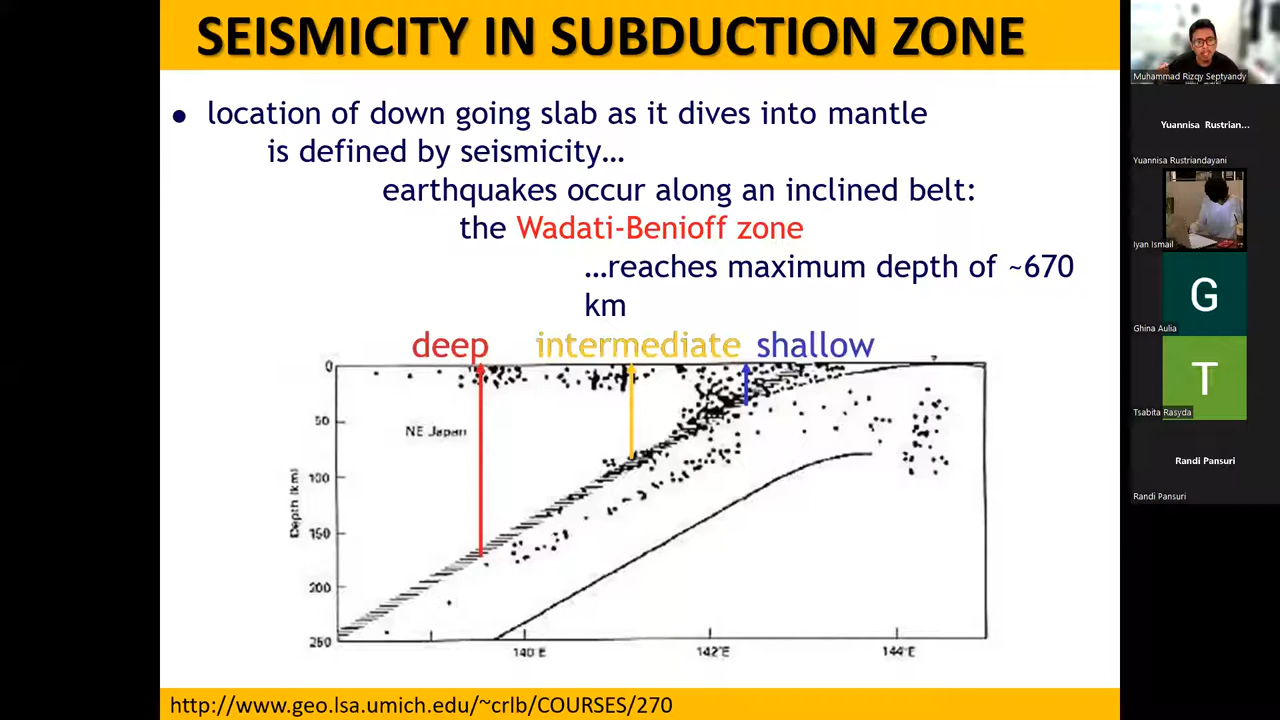 SEISMICITY IN SUBDUCTION ZONE
• location of down going slab as it dives into mantle
is defined by seismicity…
earthquakes occur along an inclined belt:
the Wadati-Benioff zone
…reaches maximum depth of ~670
km
deep intermediate shallow
?
0
50
100
150
200
250
Depth (km)
NE Japan
140°E 142°E 144°E
http://www.geo.lsa.umich.edu/~crlb/COURSES/270
Muhammad Rizqy Septyandy
Yuannisa Rustrian...
Yuannisa Rustriandayani
Iyan Ismail
G
Ghina Aulia
T
Tsabita Rasyda
Randi Pansuri
Randi Pansuri